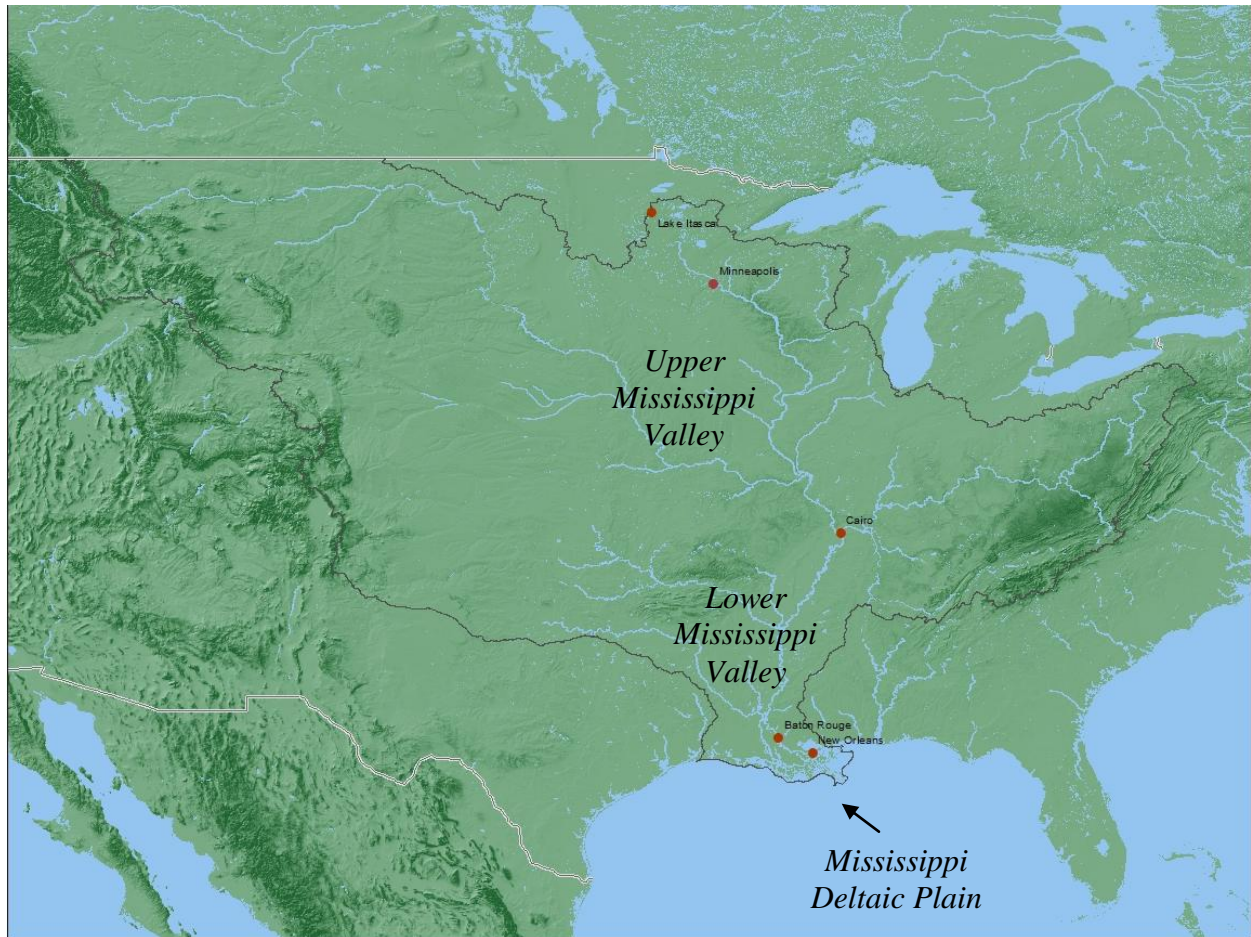 Lake Itasca
Minneapolis
Upper
Mississippi
Valley
Cairo
Lower
Mississippi
Valley
Baton Rouge
New Orleans
Mississippi
Deltaic Plain